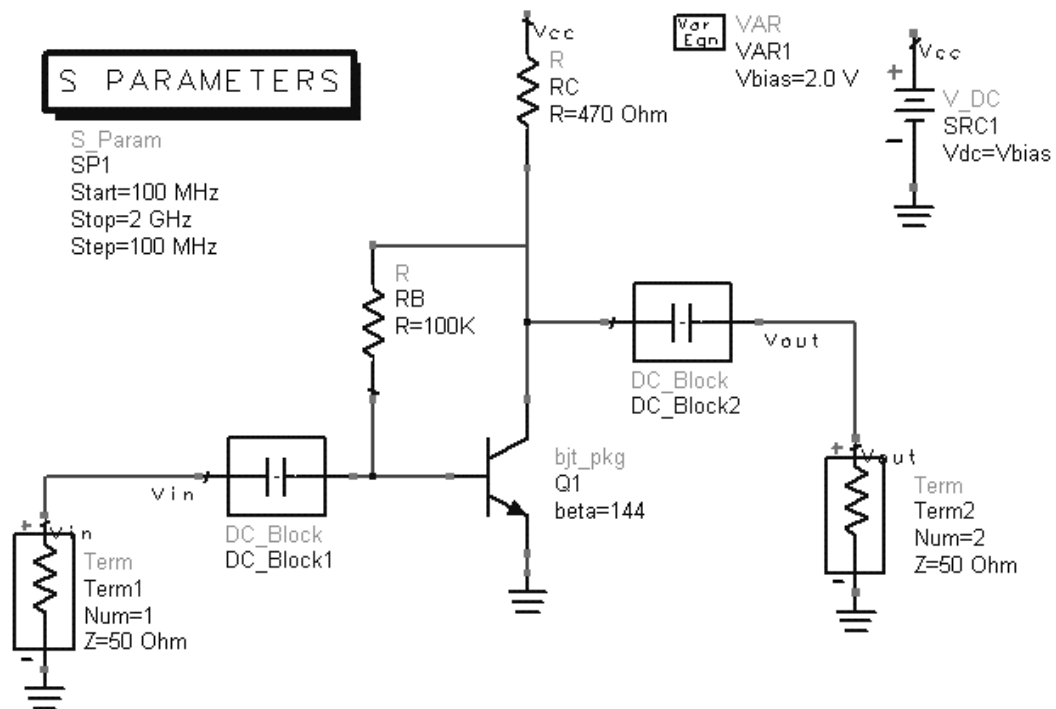 S PARAMETERS
S_Param
SP1
Start=100 MHz
Stop=2 GHz
Step=100 MHz
Vcc
R
RC
R=470 Ohm
Var
Eqn
VAR
VAR1
Vbias=2.0 V
Vcc
+
V_DC
SRC1
Vdc=Vbias
-
R
RB
R=100K
DC_Block
DC_Block2
Vout
bjt_pkg
Q1
beta=144
Vin
DC_Block
DC_Block1
+
Vin
Term
Term1
Num=1
Z=50 Ohm
-
+
Vout
Term
Term2
Num=2
Z=50 Ohm
-